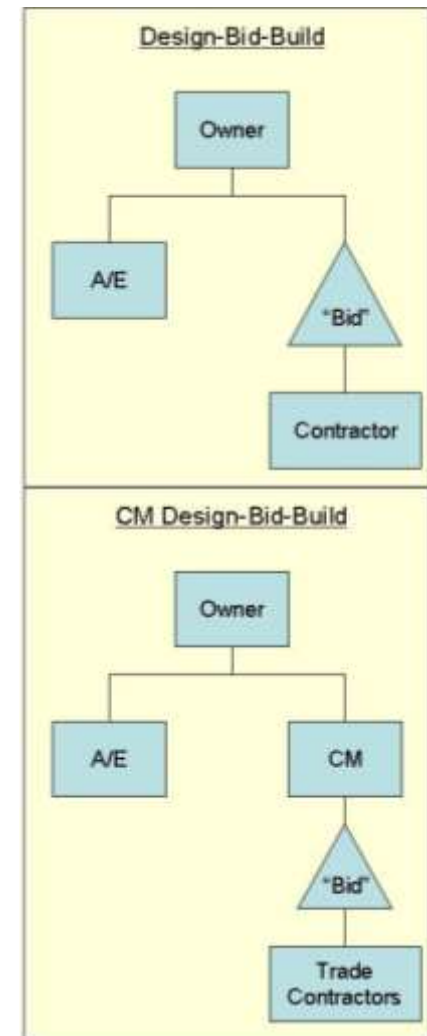 Design-Bid-Build
Owner
A/E
“Bid”
Contractor
CM Design-Bid-Build
Owner
A/E
CM
“Bid”
Trade
Contractors